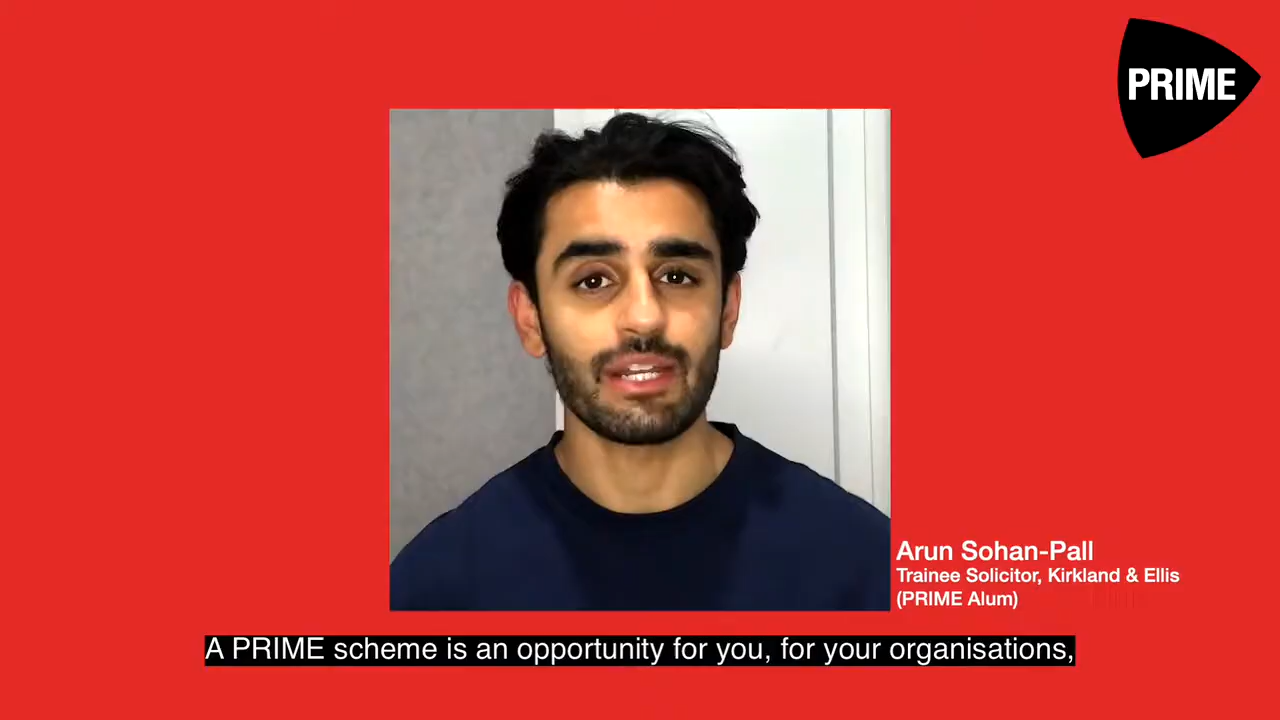 PRIME
Arun Sohan-Pall
Trainee Solicitor, Kirkland & Ellis
(PRIME Alum)
A PRIME scheme is an opportunity for you, for your organisations,